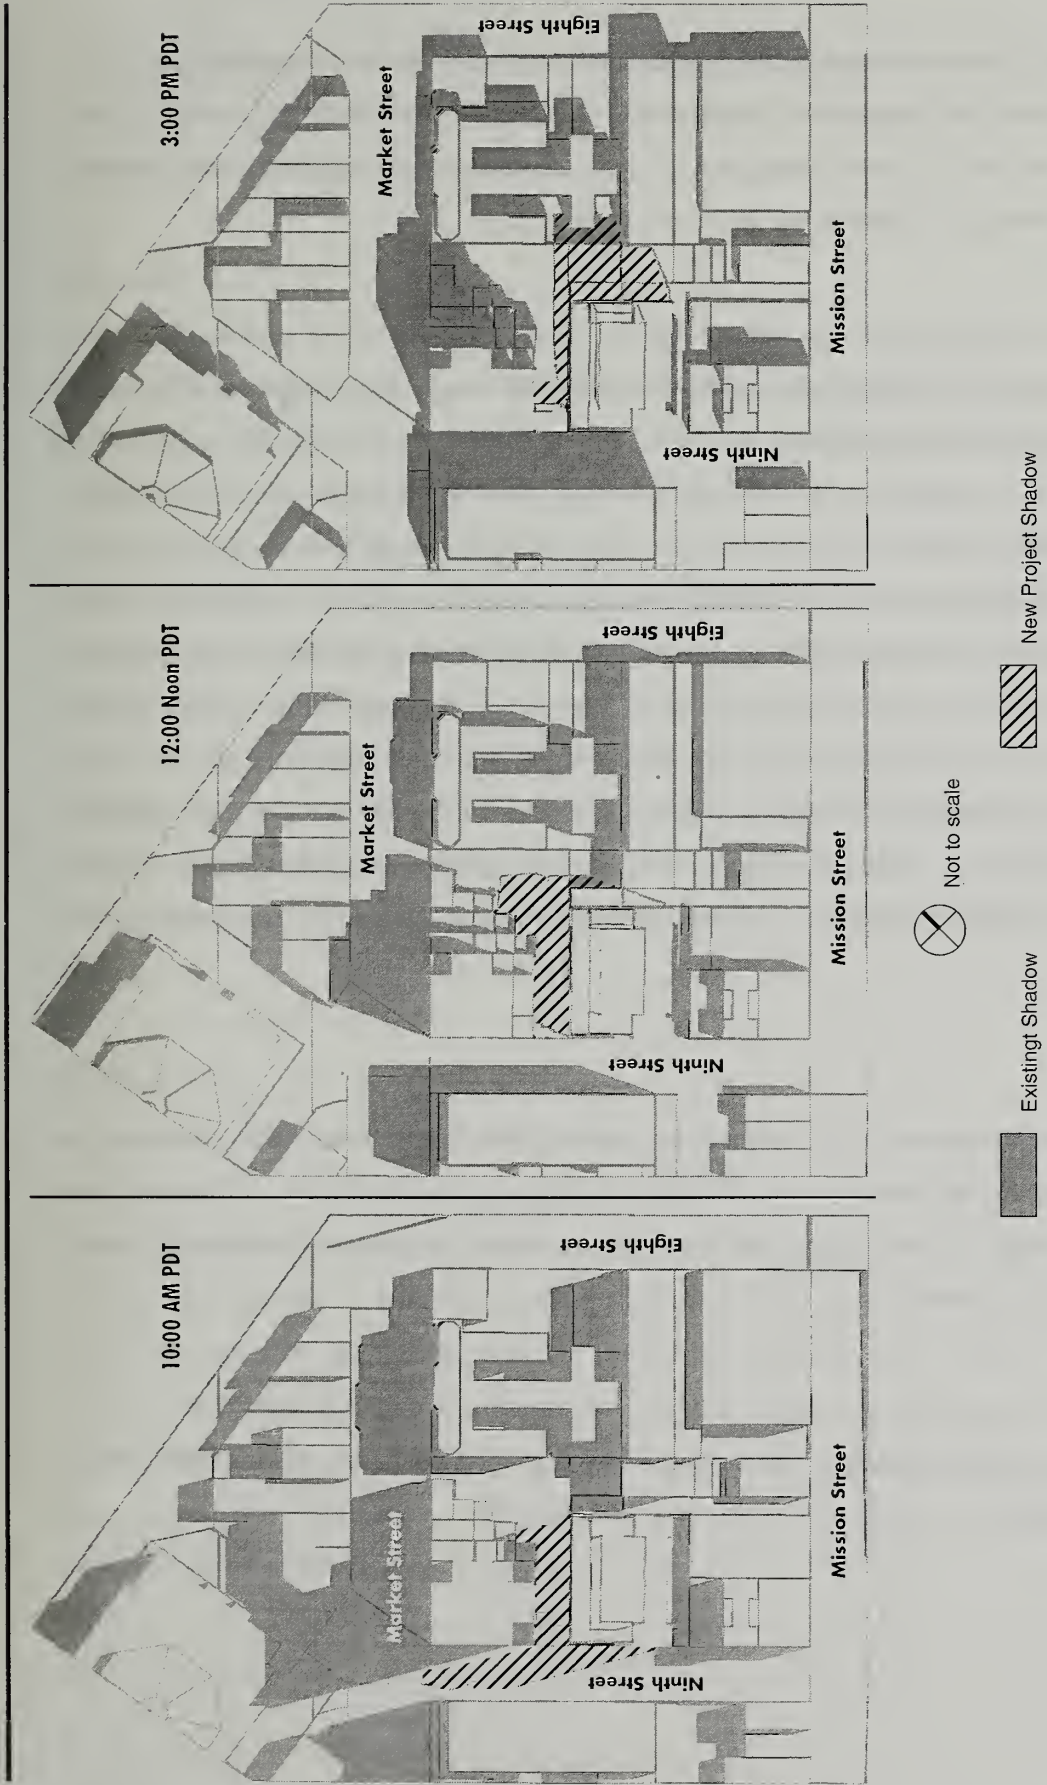 10:00 AM PDT
Market Street
Eighth Street
Ninth Street
Mission Street
12:00 Noon PDT
Market Street
Eighth Street
Ninth Street
Mission Street
3:00 PM PDT
Market Street
Eighth Street
Ninth Street
Mission Street
Not to scale
Existingt Shadow
New Project Shadow